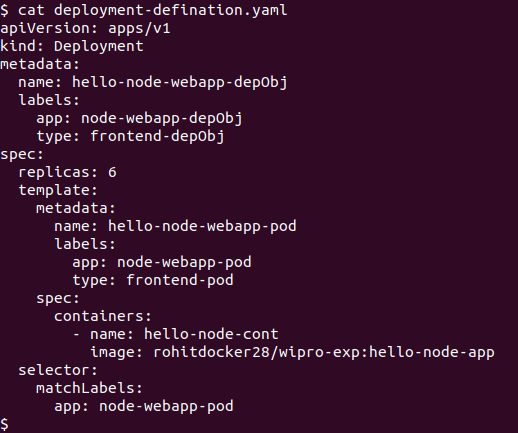 $ cat deployment-defination.yaml
apiVersion: apps/v1
kind: Deployment
metadata:
  name: hello-node-webapp-depObj
  labels:
    app: node-webapp-depObj
    type: frontend-depObj
spec:
  replicas: 6
  template:
    metadata:
      name: hello-node-webapp-pod
      labels:
        app: node-webapp-pod
        type: frontend-pod
    spec:
      containers:
        - name: hello-node-cont
          image: rohitdocker28/wipro-exp:hello-node-app
  selector:
    matchLabels:
      app: node-webapp-pod
$